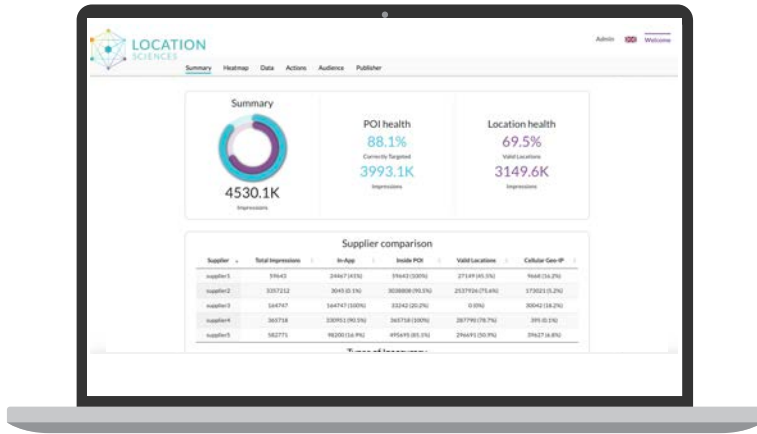 LOCATION
SCIENCES
Admin
Welcome
Summary Heatmap Data Actions Audience Publisher
Summary
4530.1K
Impressions
POI health
88.1%
Correctly Targeted
3993.1K
Impressions
Location health
69.5%
Valid Locations
3149.6K
Impressions
Supplier comparison
Supplier Total Impressions In-App Inside POI Valid Locations Cellular Geo-IP
supplier1 59643 24467 (41%) 59643 (100%) 27149 (45.5%) 9668 (16.2%)
supplier2 3357212 3045 (0.1%) 3038808 (90.5%) 2537926 (75.6%) 173021 (5.2%)
supplier3 164747 164747 (100%) 33242 (20.2%) 0 (0%) 30042 (18.2%)
supplier4 365718 330951 (90.5%) 365718 (100%) 287790 (78.7%) 395 (0.1%)
supplier5 582771 98200 (16.9%) 495695 (85.1%) 296691 (50.9%) 39627 (6.8%)
Types of Inaccuracy